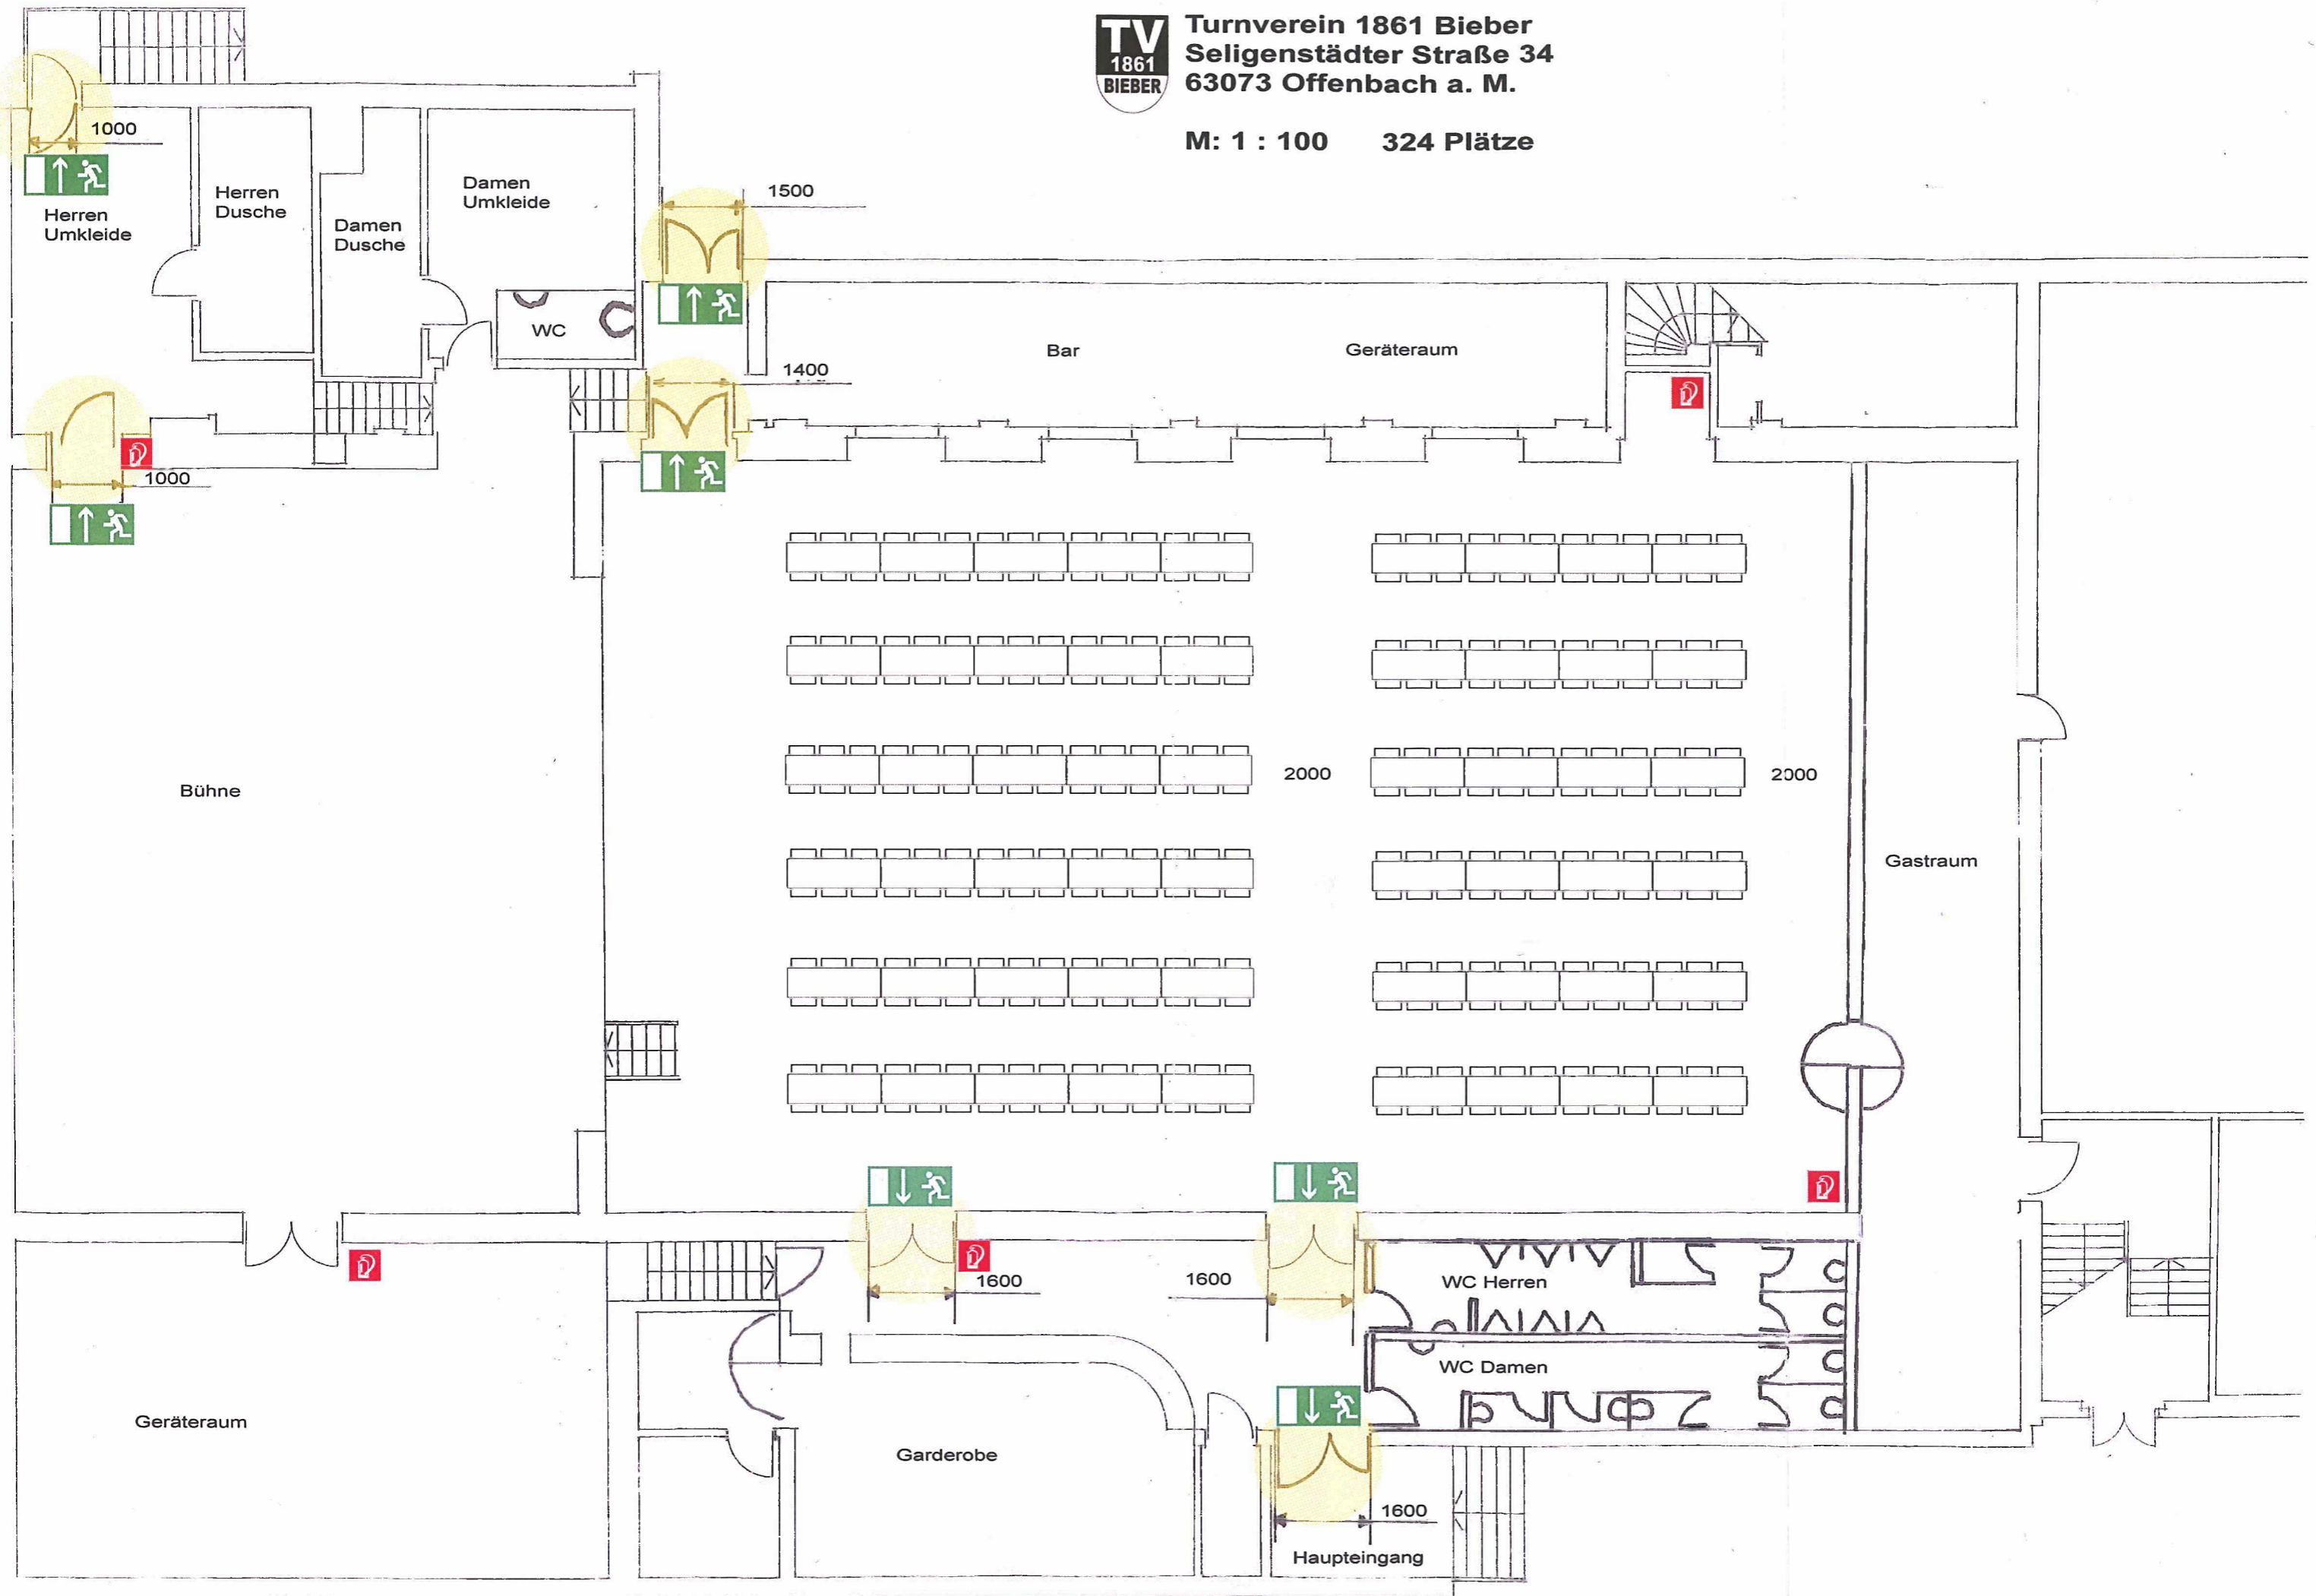 TV
1861
BIEBER
Turnverein 1861 Bieber
Seligenstädter Straße 34
63073 Offenbach a. M.
M: 1 : 100 324 Plätze
1000
Herren
Umkleide
Herren
Dusche
Damen
Dusche
Damen
Umkleide
WC
1500
1400
Bar
Geräteraum
1000
Bühne
2000
2000
Gastraum
1600
1600
WC Herren
WC Damen
Geräteraum
Garderobe
1600
Haupteingang